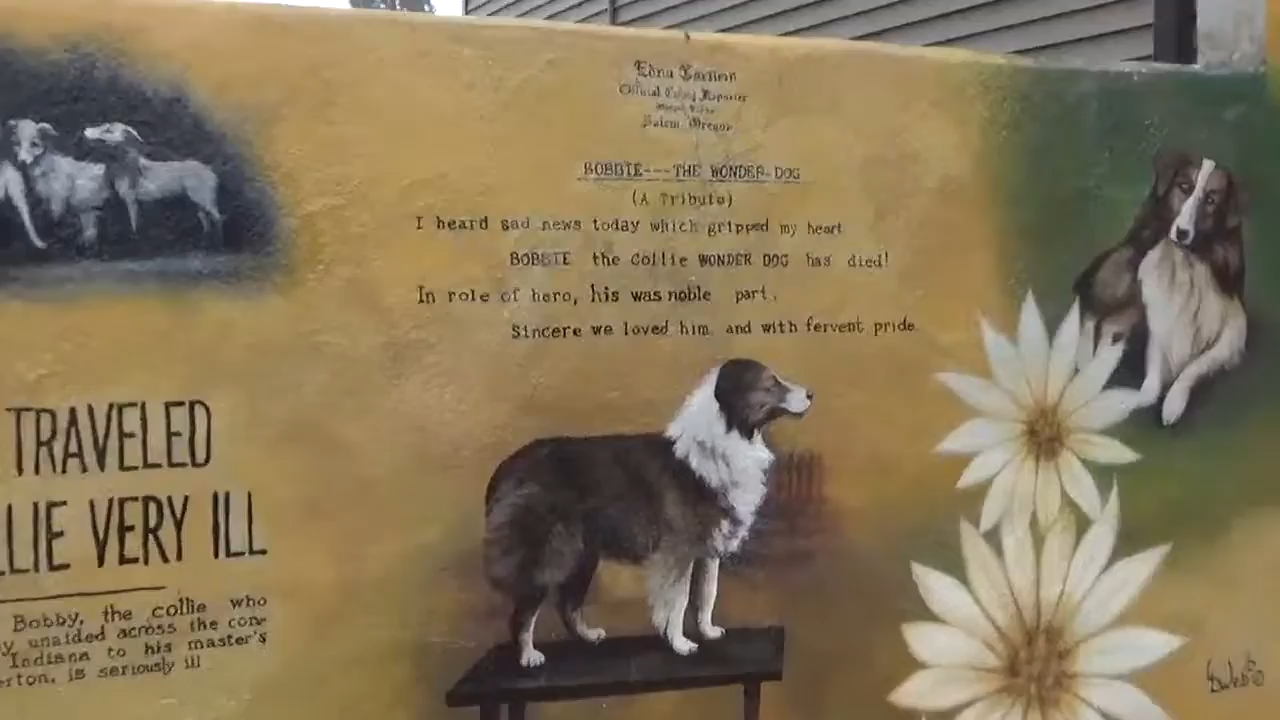 Edna
Official Reporter
Salem, Oregon
BOBBIE---THE WONDER-DOG
(A Tribute)
I heard sad news today which gripped my heart
BOBBIE the Collie WONDER DOG has died!
In role of hero, his was noble part.
Sincere we loved him and with fervent pride
TRAVELED
LLIE VERY ILL
Bobby, the collie who
y unaided across the con-
Indiana to his master's
erton, is seriously ill